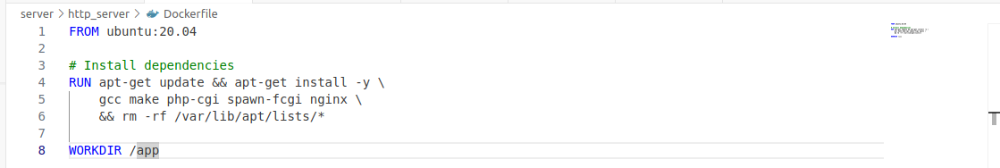 server > http_server > Dockerfile
1 FROM ubuntu:20.04
2
3 # Install dependencies
4 RUN apt-get update && apt-get install -y \
5     gcc make php-cgi spawn-fcgi nginx \
6     && rm -rf /var/lib/apt/lists/*
7
8 WORKDIR /app